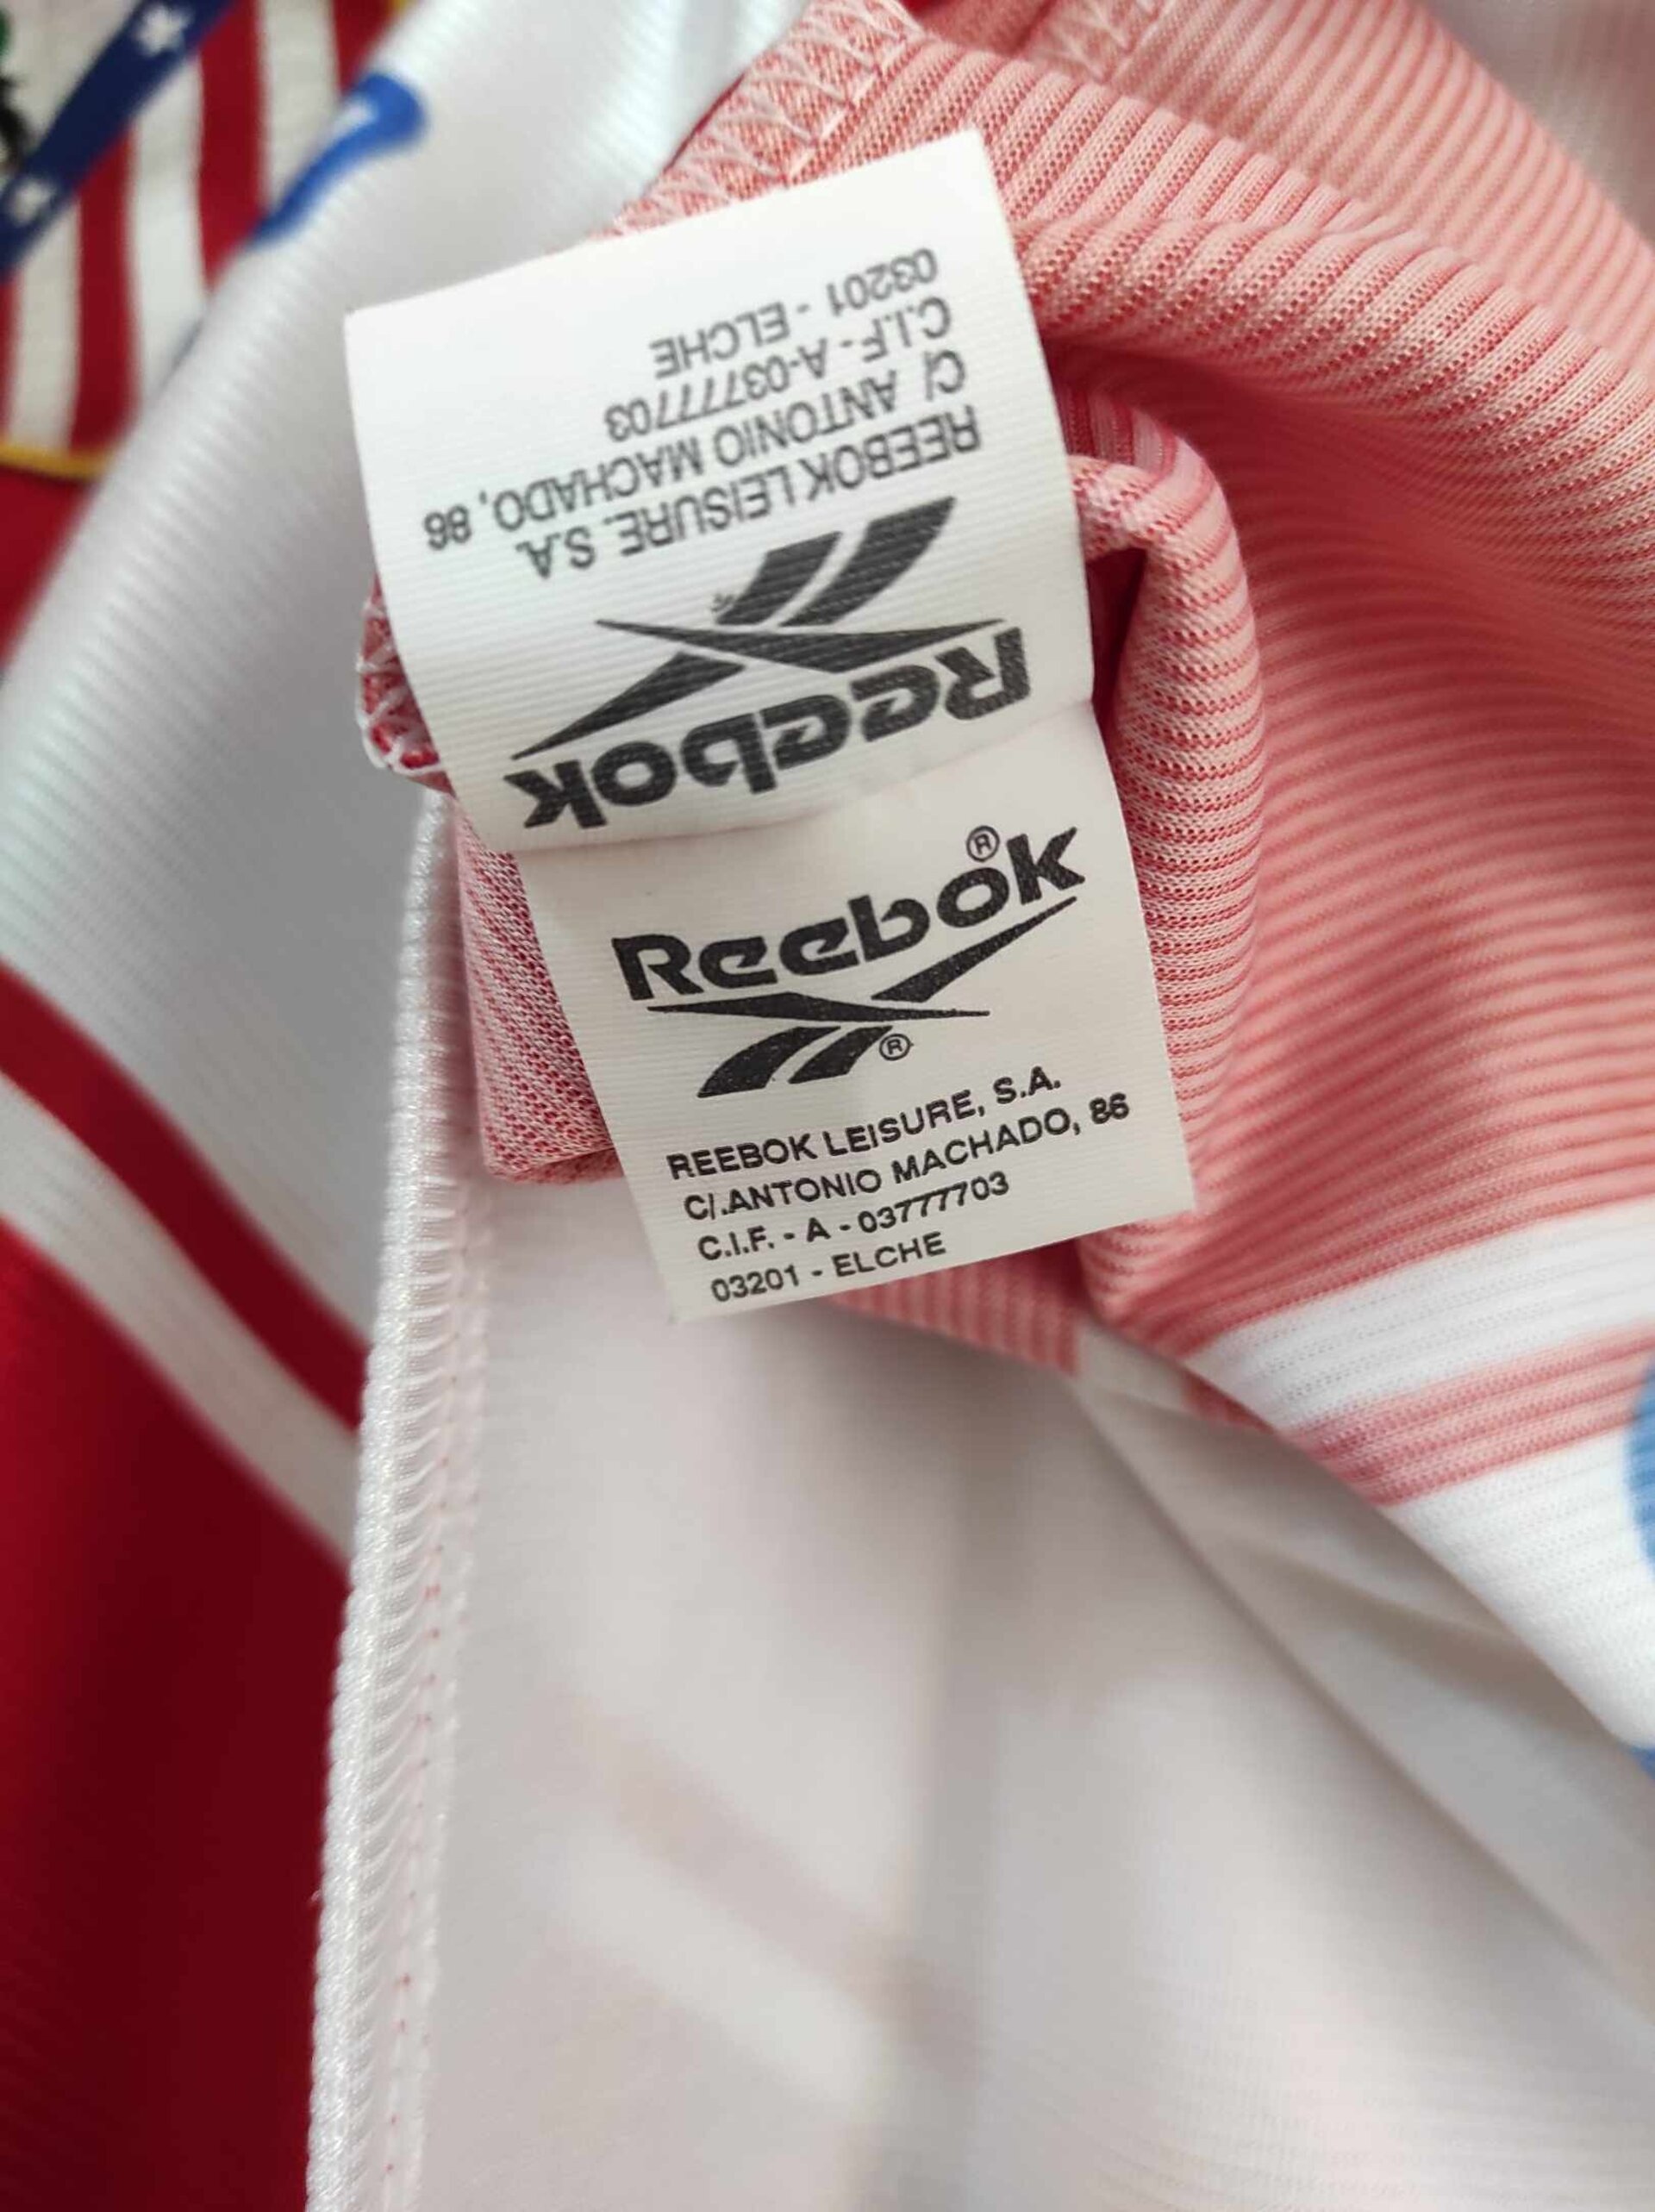 Reebok
REEBOK LEISURE. S.A.
C/ ANTONIO MACHADO, 86
C.I.F - A-03777703
03201 - ELCHE
Reebok®
®
REEBOK LEISURE, S.A.
C/.ANTONIO MACHADO, 86
C.I.F. - A - 03777703
03201 - ELCHE